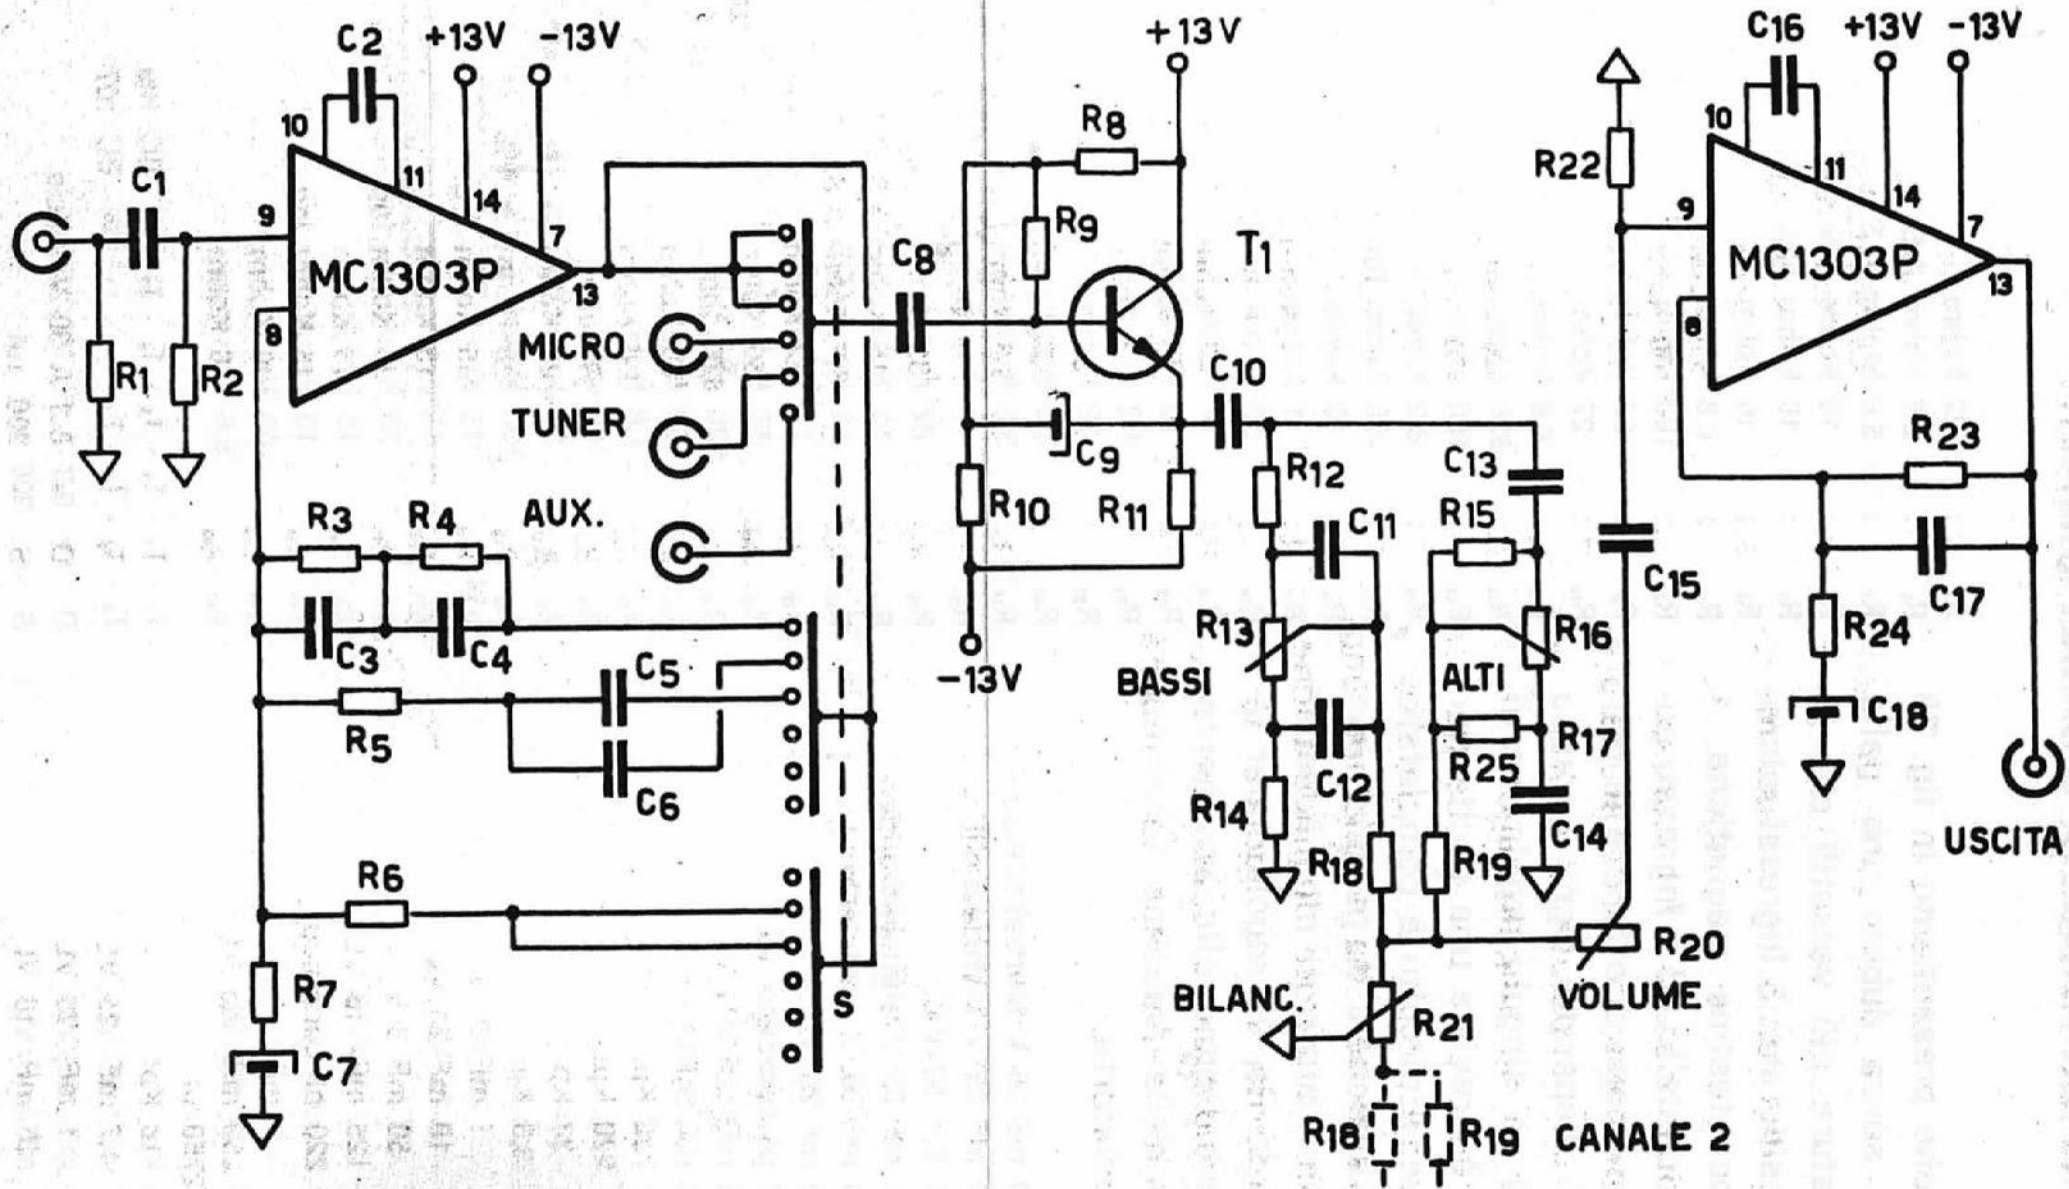 C2 +13V -13V
10
11
14
7
C1
9
MC1303P
13
8
R1
R2
MICRO
TUNER
AUX.
R3 R4
C3 C4
R5
C5
C6
R6
R7
C7
S
+13V
R8
R9
C8
T1
C9
C10
R10
R11
-13V
R12
C11
R13
BASSI
C12
R14
C13
R15
R16
ALTI
R17
R25
C14
R18
R19
R20
VOLUME
BILANC.
R21
R18 R19 CANALE 2
R22
C15
C16 +13V -13V
10
11
14
7
9
MC1303P
13
8
R23
C17
R24
C18
USCITA